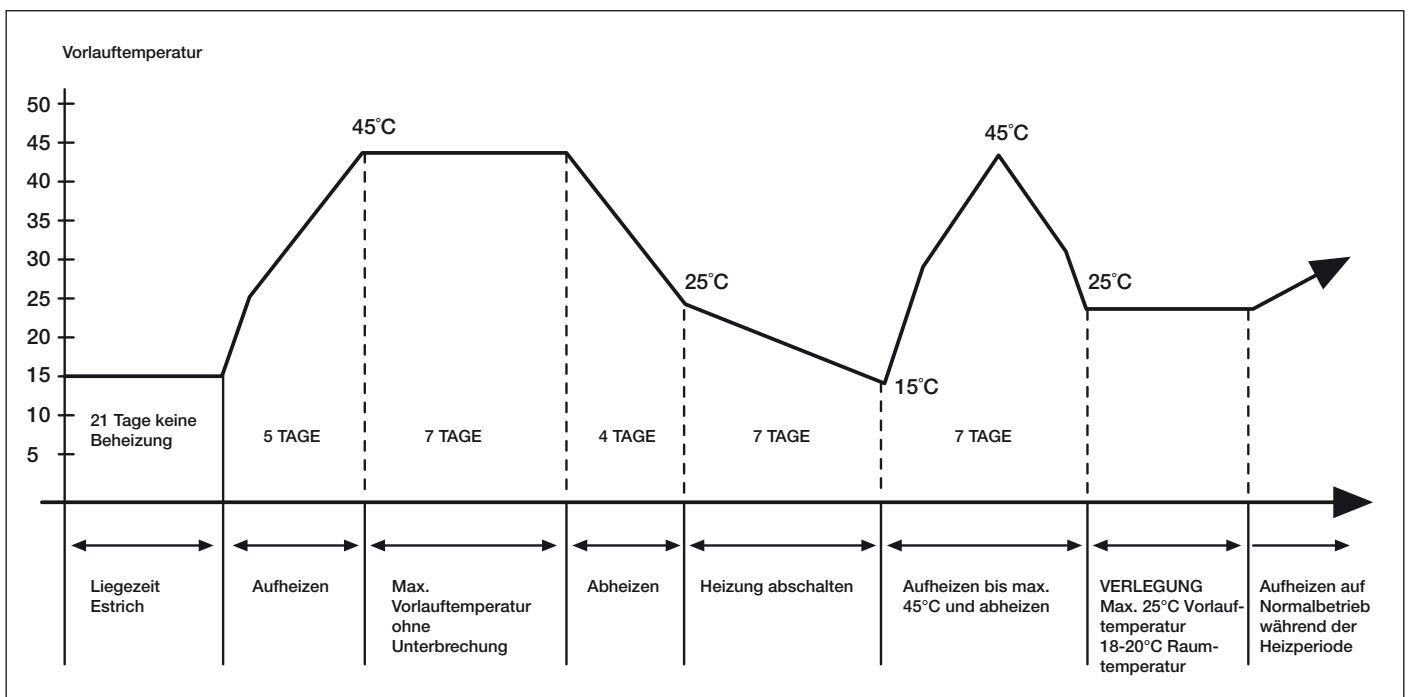 Vorlauftemperatur
50
45
40
35
30
25
20
15
10
5
45°C
25°C
15°C
45°C
25°C
21 Tage keine
Beheizung
5 TAGE
7 TAGE
4 TAGE
7 TAGE
7 TAGE
Liegezeit
Estrich
Aufheizen
Max.
Vorlauftemperatur
ohne
Unterbrechung
Abheizen
Heizung abschalten
Aufheizen bis max.
45°C und abheizen
VERLEGUNG
Max. 25°C Vorlauf-
temperatur
18-20°C Raum-
temperatur
Aufheizen auf
Normalbetrieb
während der
Heizperiode